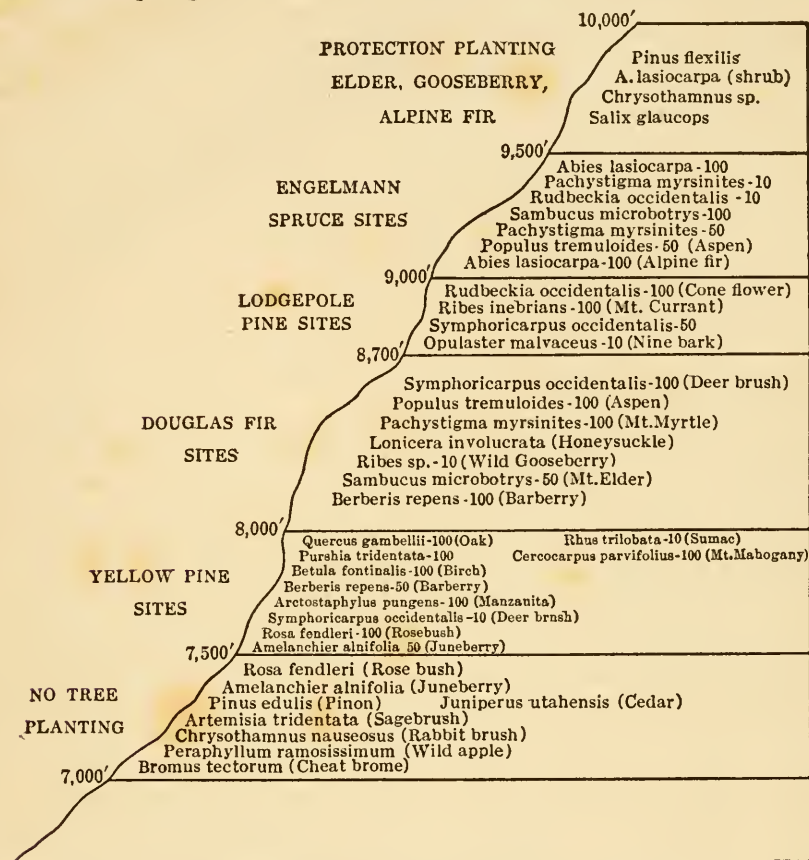 10,000′
PROTECTION PLANTING
ELDER, GOOSEBERRY,
ALPINE FIR
Pinus flexilis
A. lasiocarpa (shrub)
Chrysothamnus sp.
Salix glaucops
9,500′
ENGELMANN
SPRUCE SITES
Abies lasiocarpa-100
Pachystigma myrsinites-10
Rudbeckia occidentalis -10
Sambucus microbotrys-100
Pachystigma myrsinites-50
Populus tremuloides-50 (Aspen)
Abies lasiocarpa-100 (Alpine fir)
9,000′
LODGEPOLE
PINE SITES
Rudbeckia occidentalis-100 (Cone flower)
Ribes inebrians-100 (Mt. Currant)
Symphoricarpus occidentalis-50
Opulaster malvaceus-10 (Nine bark)
8,700′
DOUGLAS FIR
SITES
Symphoricarpus occidentalis-100 (Deer brush)
Populus tremuloides-100 (Aspen)
Pachystigma myrsinites-100 (Mt.Myrtle)
Lonicera involucrata (Honeysuckle)
Ribes sp.-10 (Wild Gooseberry)
Sambucus microbotrys-50 (Mt.Elder)
Berberis repens-100 (Barberry)
8,000′
YELLOW PINE
SITES
Quercus gambellii-100 (Oak) Rhus trilobata-10 (Sumac)
Purshia tridentata-100 Cercocarpus parvifolius-100 (Mt.Mahogany)
Betula fontinalis-100 (Birch)
Berberis repens-50 (Barberry)
Arctostaphylus pungens-100 (Manzanita)
Symphoricarpus occidentalis-10 (Deer brnsh)
Rosa fendleri-100 (Rosebush)
Amelanchier alnifolia 50 (Juneberry)
7,500′
NO TREE
PLANTING
Rosa fendleri (Rose bush)
Amelanchier alnifolia (Juneberry)
Pinus edulis (Pinon) Juniperus utahensis (Cedar)
Artemisia tridentata (Sagebrush)
Chrysothamnus nauseosus (Rabbit brush)
Peraphyllum ramosissimum (Wild apple)
Bromus tectorum (Cheat brome)
7,000′